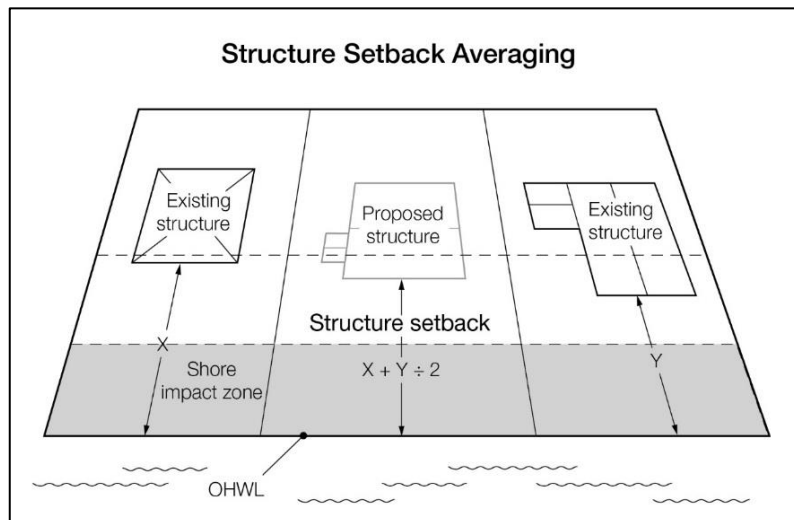 Structure Setback Averaging
Existing
structure
Proposed
structure
Existing
structure
Structure setback
X
Shore
impact zone
X + Y ÷ 2
Y
OHWL